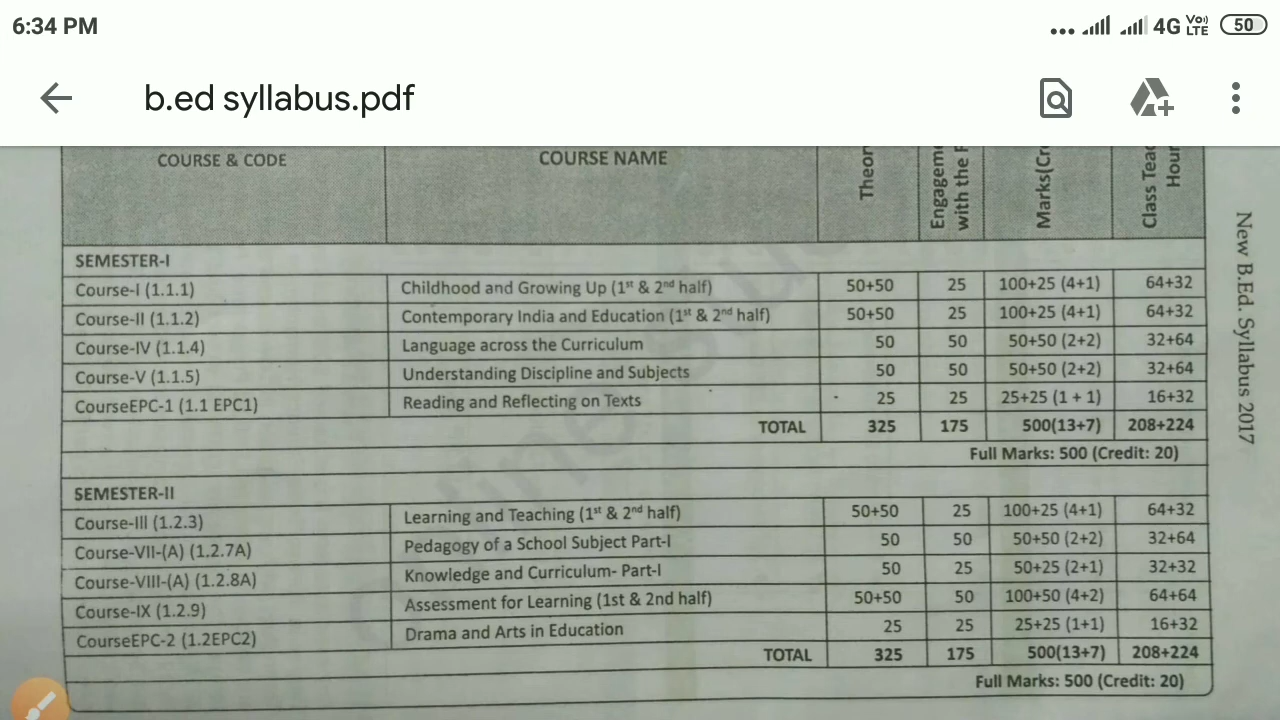 6:34 PM
4G Vo) LTE 50
b.ed syllabus.pdf
COURSE & CODE COURSE NAME
SEMESTER-I
Course-I (1.1.1) Childhood and Growing Up (1st & 2nd half) 50+50 25 100+25 (4+1) 64+32
Course-II (1.1.2) Contemporary India and Education (1st & 2nd half) 50+50 25 100+25 (4+1) 64+32
Course-IV (1.1.4) Language across the Curriculum 50 50 50+50 (2+2) 32+64
Course-V (1.1.5) Understanding Discipline and Subjects 50 50 50+50 (2+2) 32+64
CourseEPC-1 (1.1 EPC1) Reading and Reflecting on Texts 25 25 25+25 (1 + 1) 16+32
TOTAL 325 175 500(13+7) 208+224
Full Marks: 500 (Credit: 20)
SEMESTER-II
Course-III (1.2.3) Learning and Teaching (1st & 2nd half) 50+50 25 100+25 (4+1) 64+32
Course-VII-(A) (1.2.7A) Pedagogy of a School Subject Part-I 50 50 50+50 (2+2) 32+64
Course-VIII-(A) (1.2.8A) Knowledge and Curriculum- Part-I 50 25 50+25 (2+1) 32+32
Course-IX (1.2.9) Assessment for Learning (1st & 2nd half) 50+50 50 100+50 (4+2) 64+64
CourseEPC-2 (1.2EPC2) Drama and Arts in Education 25 25 25+25 (1+1) 16+32
TOTAL 325 175 500(13+7) 208+224
Full Marks: 500 (Credit: 20)
Theor
Engagem
with the
Marks(Cr
Class Tea
Hour
New B.Ed. Syllabus 2017